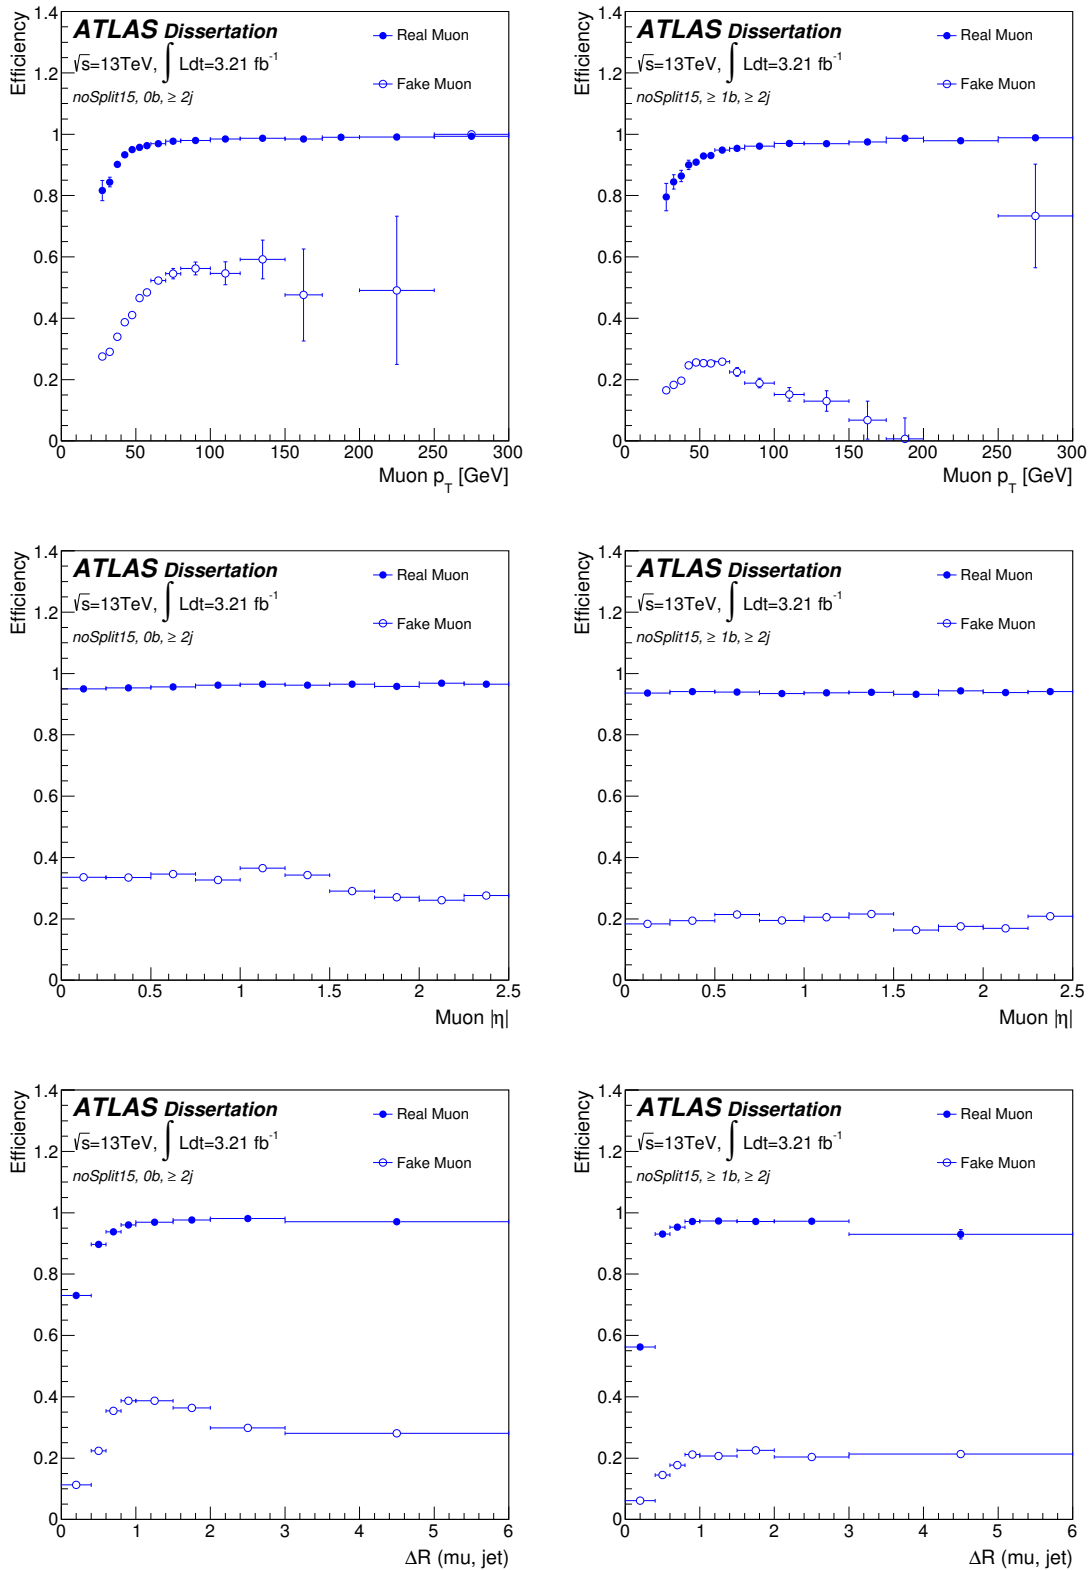 ATLAS Dissertation
√s=13TeV, ∫ Ldt=3.21 fb⁻¹
noSplit15, 0b, ≥ 2j
Real Muon
Fake Muon
Efficiency
1.4
1.2
1
0.8
0.6
0.4
0.2
0
0 50 100 150 200 250 300
Muon p_T [GeV]
ATLAS Dissertation
√s=13TeV, ∫ Ldt=3.21 fb⁻¹
noSplit15, ≥ 1b, ≥ 2j
Real Muon
Fake Muon
Efficiency
1.4
1.2
1
0.8
0.6
0.4
0.2
0
0 50 100 150 200 250 300
Muon p_T [GeV]
ATLAS Dissertation
√s=13TeV, ∫ Ldt=3.21 fb⁻¹
noSplit15, 0b, ≥ 2j
Real Muon
Fake Muon
Efficiency
1.4
1.2
1
0.8
0.6
0.4
0.2
0
0 0.5 1 1.5 2 2.5
Muon |η|
ATLAS Dissertation
√s=13TeV, ∫ Ldt=3.21 fb⁻¹
noSplit15, ≥ 1b, ≥ 2j
Real Muon
Fake Muon
Efficiency
1.4
1.2
1
0.8
0.6
0.4
0.2
0
0 0.5 1 1.5 2 2.5
Muon |η|
ATLAS Dissertation
√s=13TeV, ∫ Ldt=3.21 fb⁻¹
noSplit15, 0b, ≥ 2j
Real Muon
Fake Muon
Efficiency
1.4
1.2
1
0.8
0.6
0.4
0.2
0
0 1 2 3 4 5 6
ΔR (mu, jet)
ATLAS Dissertation
√s=13TeV, ∫ Ldt=3.21 fb⁻¹
noSplit15, ≥ 1b, ≥ 2j
Real Muon
Fake Muon
Efficiency
1.4
1.2
1
0.8
0.6
0.4
0.2
0
0 1 2 3 4 5 6
ΔR (mu, jet)